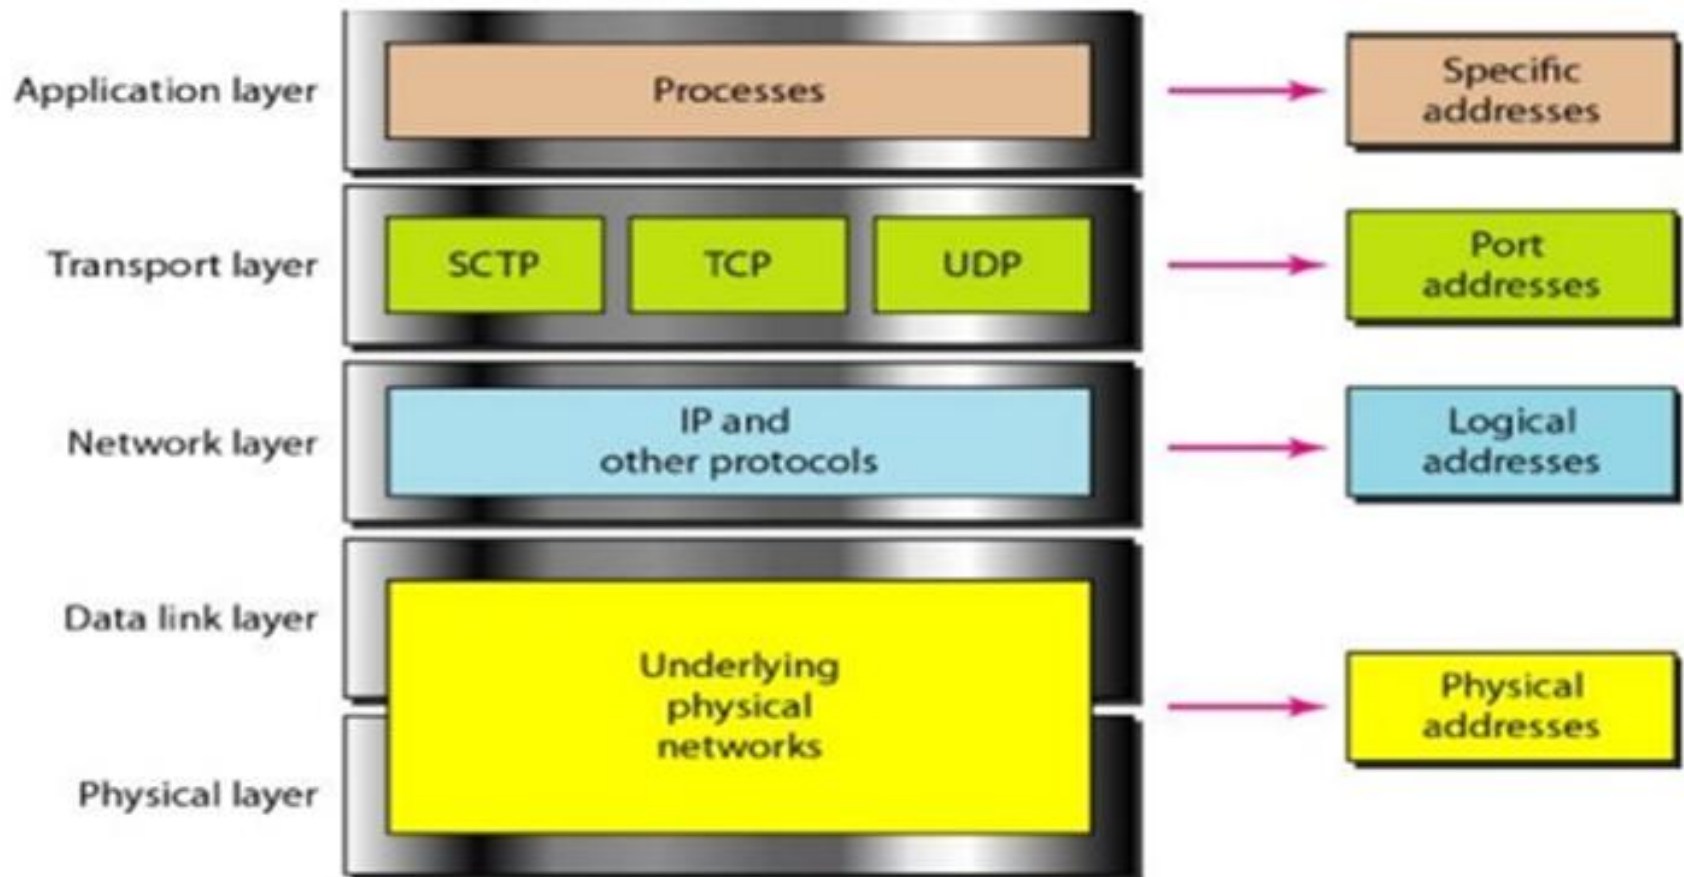 Application layer
Processes
Specific
addresses
Transport layer
SCTP
TCP
UDP
Port
addresses
Network layer
IP and
other protocols
Logical
addresses
Data link layer
Underlying
physical
networks
Physical
addresses
Physical layer